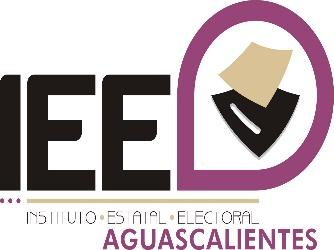 IEE
INSTITUTO • ESTATAL • ELECTORAL
AGUASCALIENTES